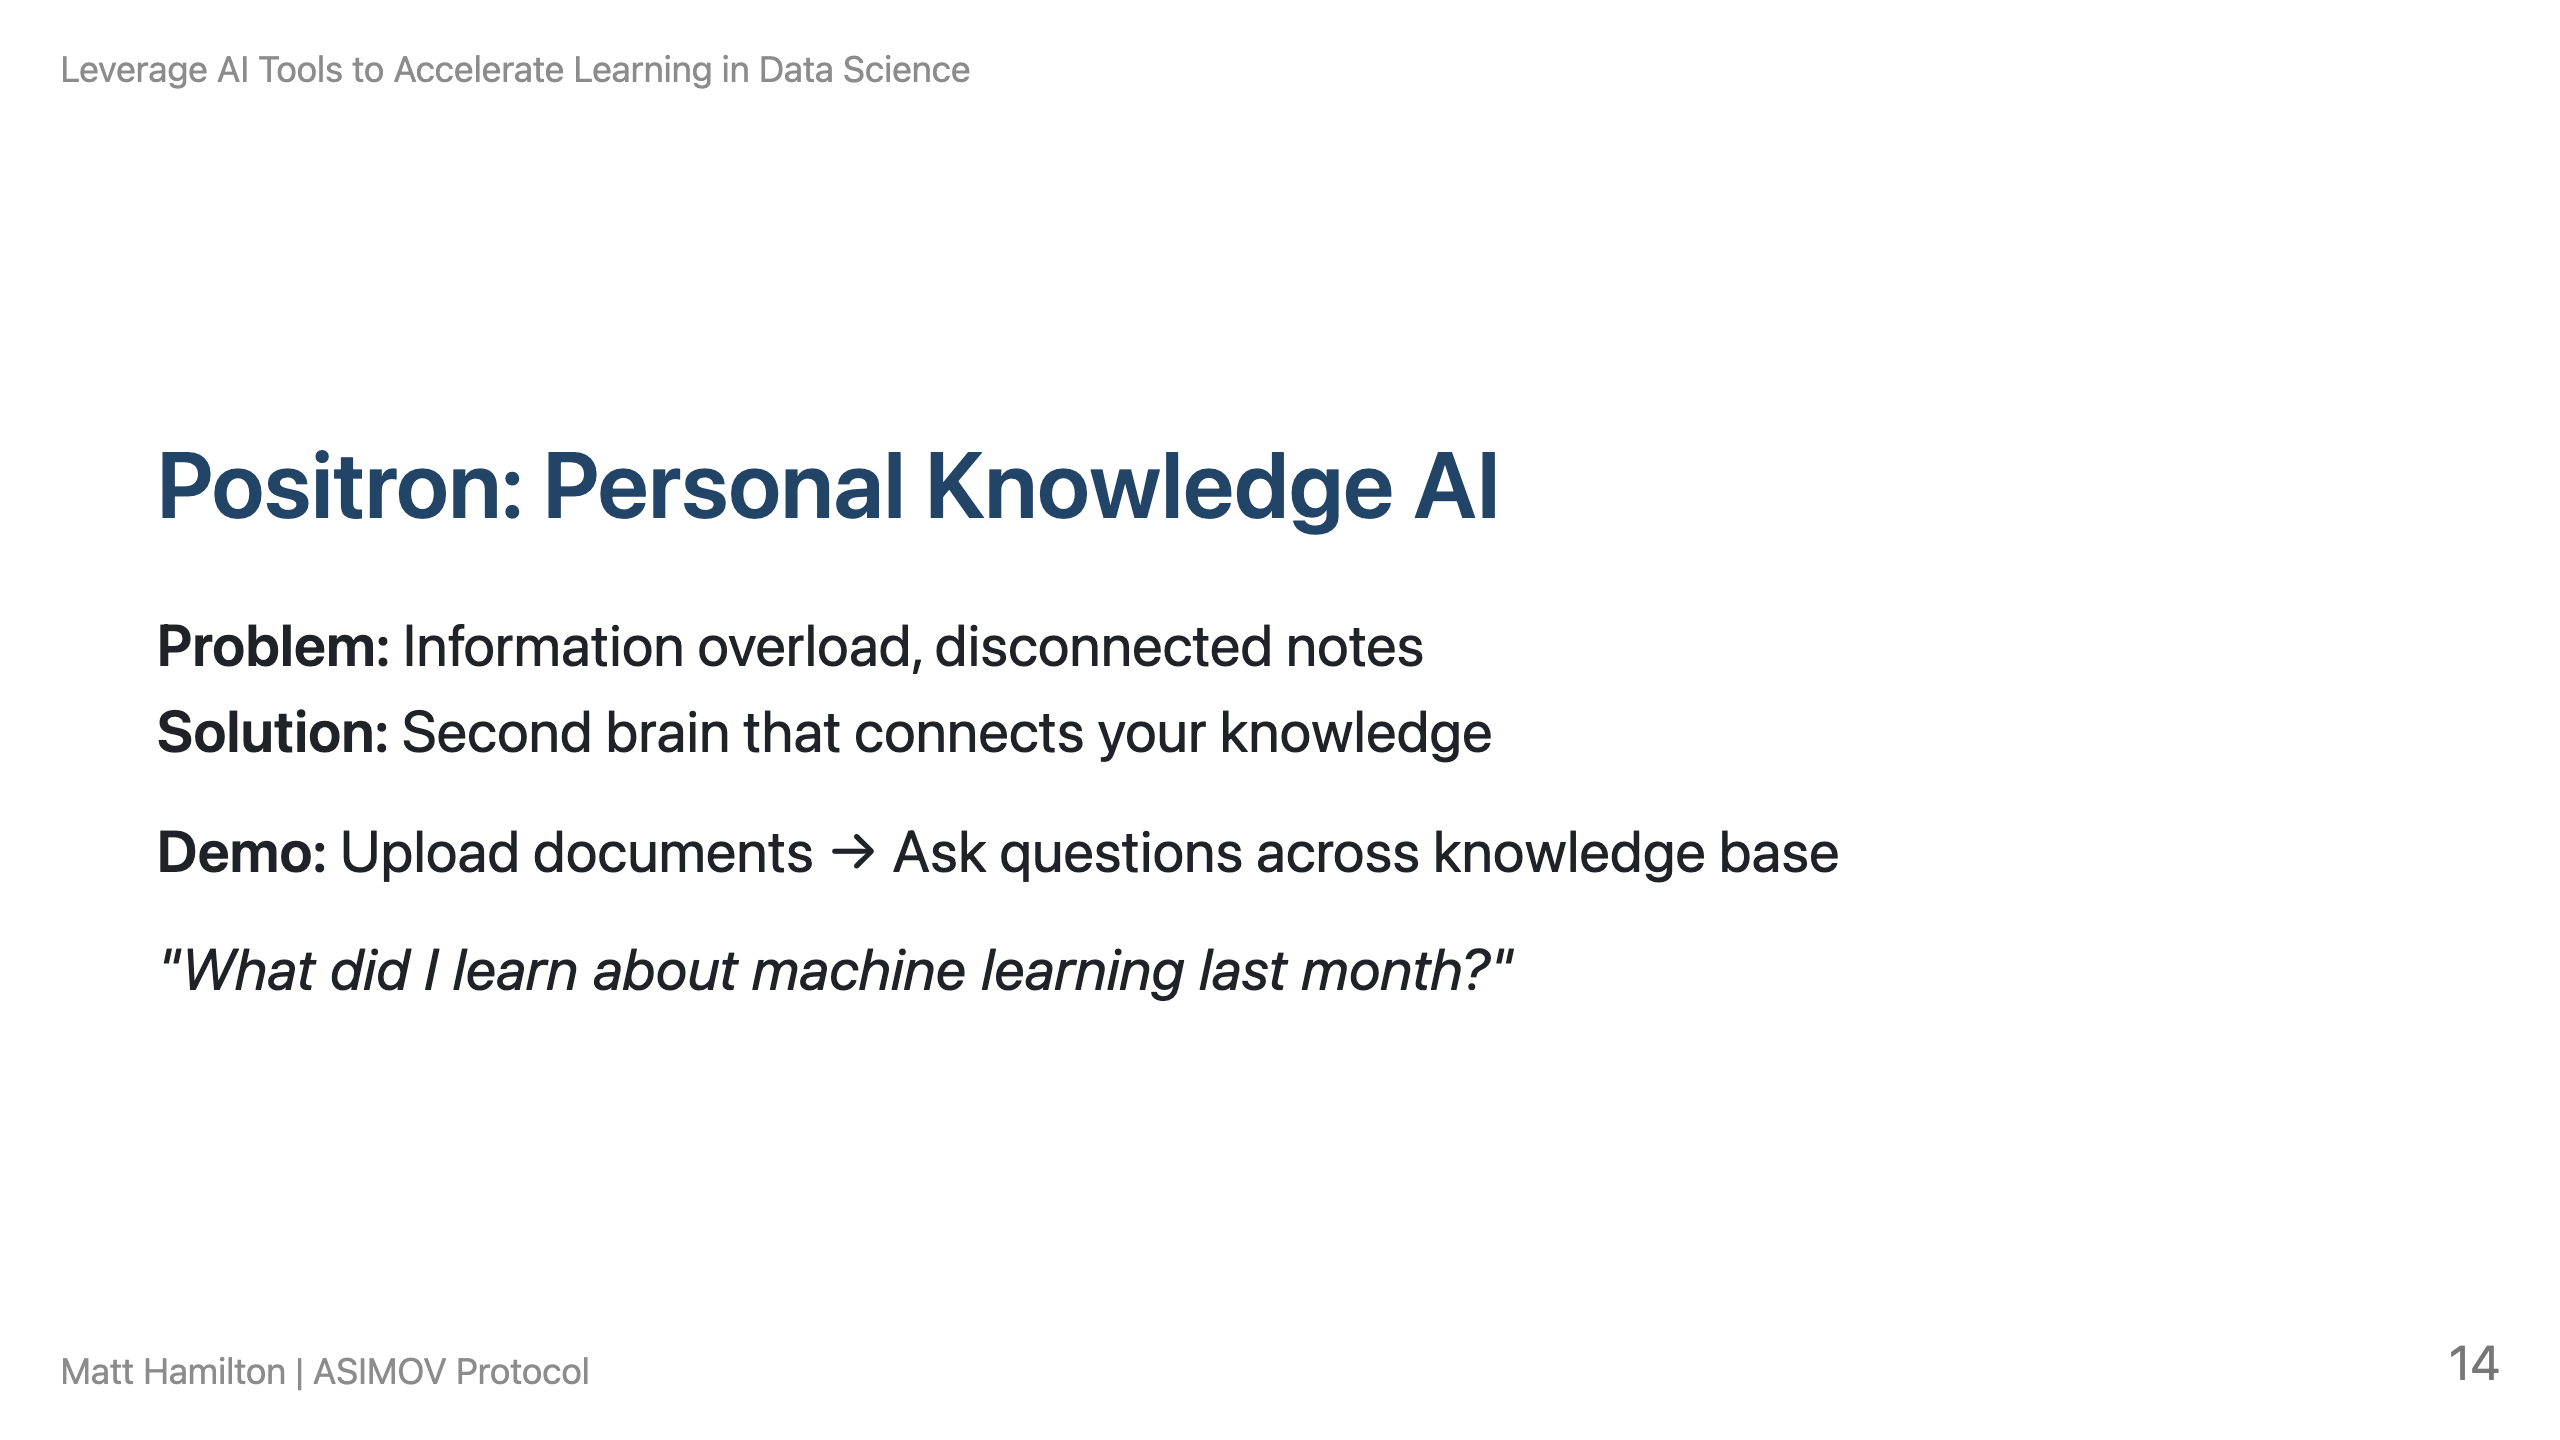 Leverage AI Tools to Accelerate Learning in Data Science
Positron: Personal Knowledge AI
Problem: Information overload, disconnected notes
Solution: Second brain that connects your knowledge
Demo: Upload documents → Ask questions across knowledge base
"What did I learn about machine learning last month?"
Matt Hamilton | ASIMOV Protocol
14